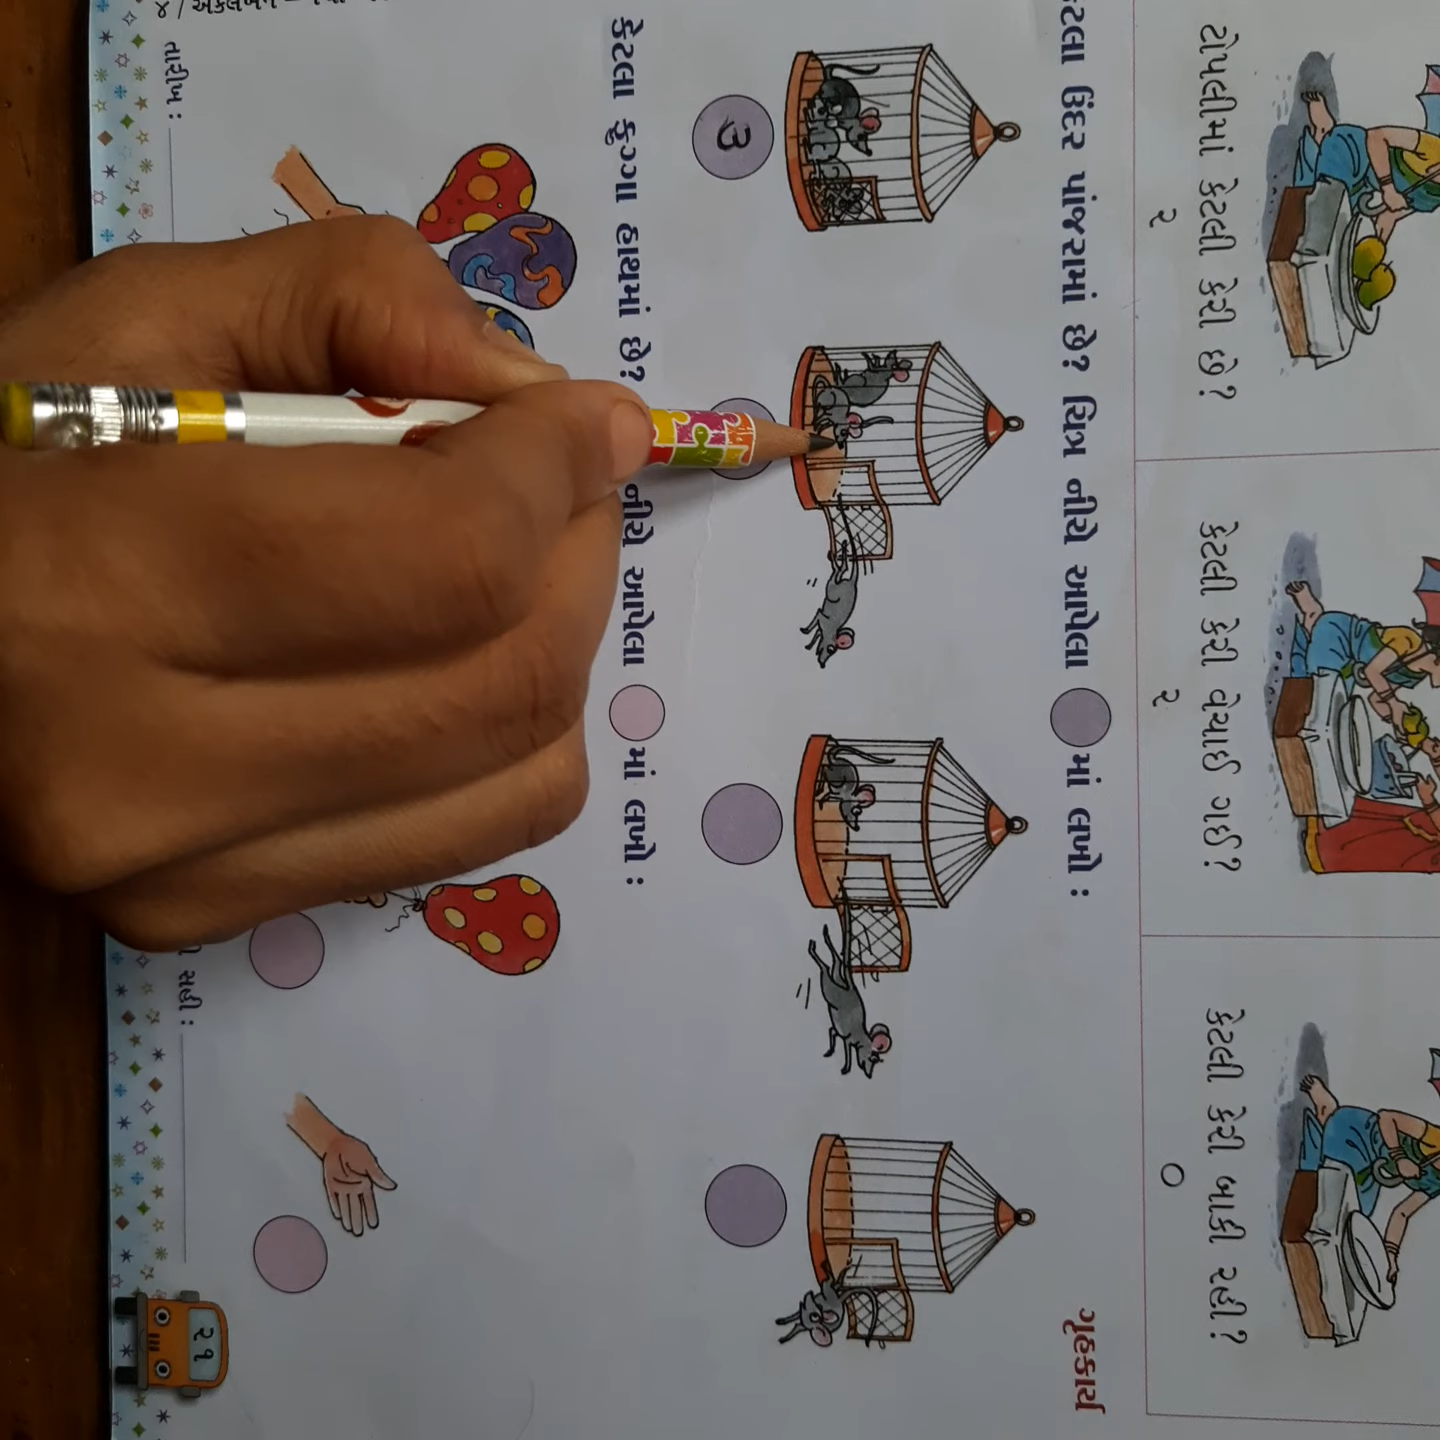 ટોપલીમાં કેટલી કેરી છે?
૨
કેટલી કેરી વેચાઈ ગઈ?
૨
કેટલી કેરી બાકી રહી?
૦
ગૃહકાર્ય
ઉંદર પાંજરામાં છે? ચિત્ર નીચે આપેલા માં લખો :
૩
કેટલા ફુગ્ગા હાથમાં છે? નીચે આપેલા માં લખો :
તારીખ : સહી :
૨૧